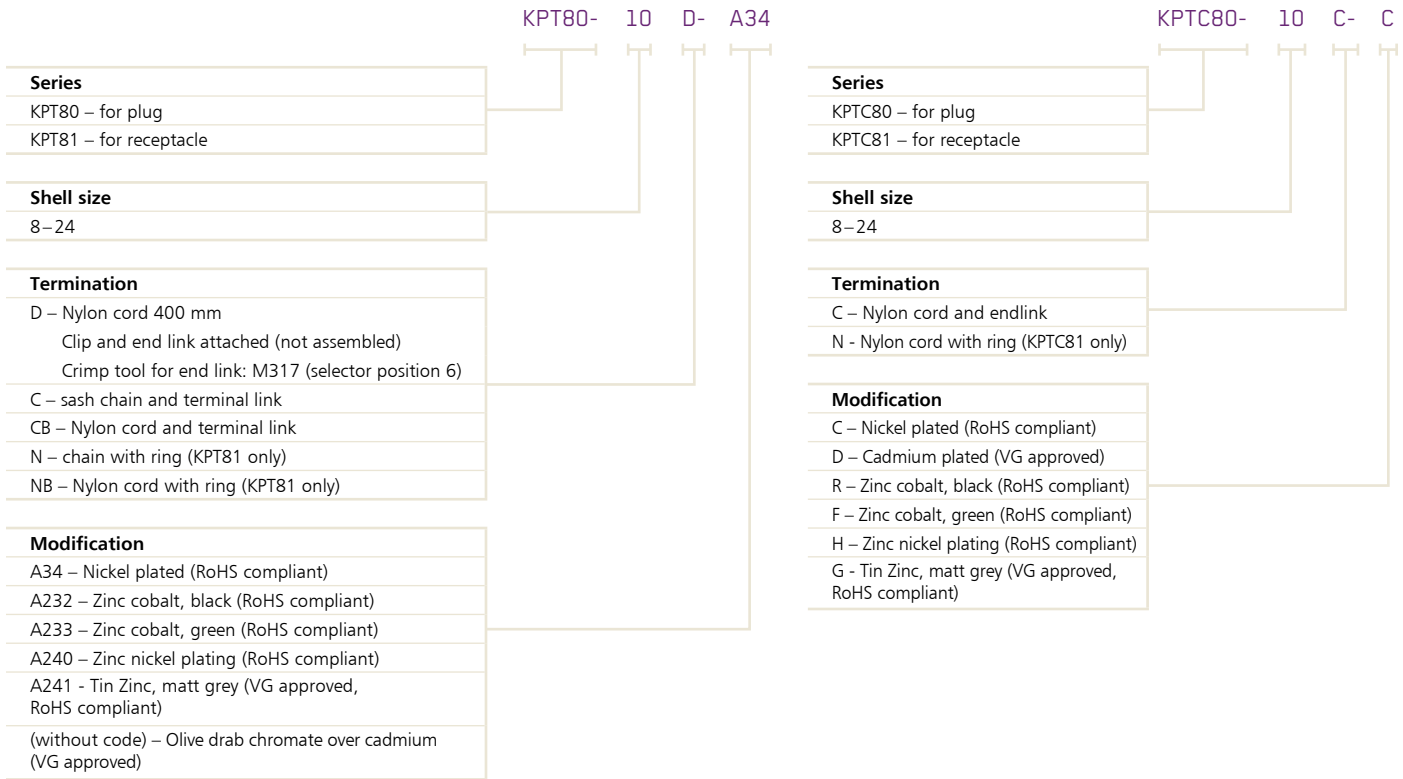 KPT80- 10 D- A34
Series
KPT80 – for plug
KPT81 – for receptacle
Shell size
8–24
Termination
D – Nylon cord 400 mm
Clip and end link attached (not assembled)
Crimp tool for end link: M317 (selector position 6)
C – sash chain and terminal link
CB – Nylon cord and terminal link
N – chain with ring (KPT81 only)
NB – Nylon cord with ring (KPT81 only)
Modification
A34 – Nickel plated (RoHS compliant)
A232 – Zinc cobalt, black (RoHS compliant)
A233 – Zinc cobalt, green (RoHS compliant)
A240 – Zinc nickel plating (RoHS compliant)
A241 - Tin Zinc, matt grey (VG approved,
RoHS compliant)
(without code) – Olive drab chromate over cadmium
(VG approved)
KPTC80- 10 C- C
Series
KPTC80 – for plug
KPTC81 – for receptacle
Shell size
8–24
Termination
C – Nylon cord and endlink
N - Nylon cord with ring (KPTC81 only)
Modification
C – Nickel plated (RoHS compliant)
D – Cadmium plated (VG approved)
R – Zinc cobalt, black (RoHS compliant)
F – Zinc cobalt, green (RoHS compliant)
H – Zinc nickel plating (RoHS compliant)
G - Tin Zinc, matt grey (VG approved,
RoHS compliant)